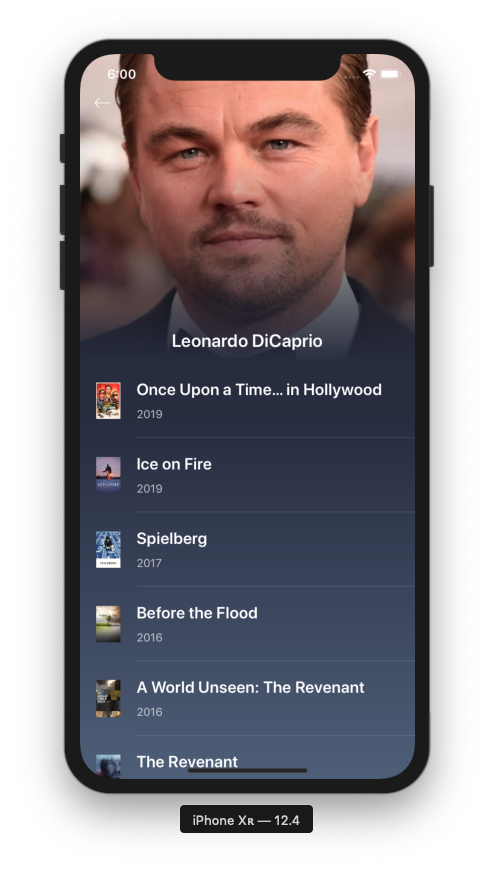 6:00
Leonardo DiCaprio
Once Upon a Time... in Hollywood
2019
Ice on Fire
2019
Spielberg
2017
Before the Flood
2016
A World Unseen: The Revenant
2016
The Revenant
iPhone Xʀ — 12.4